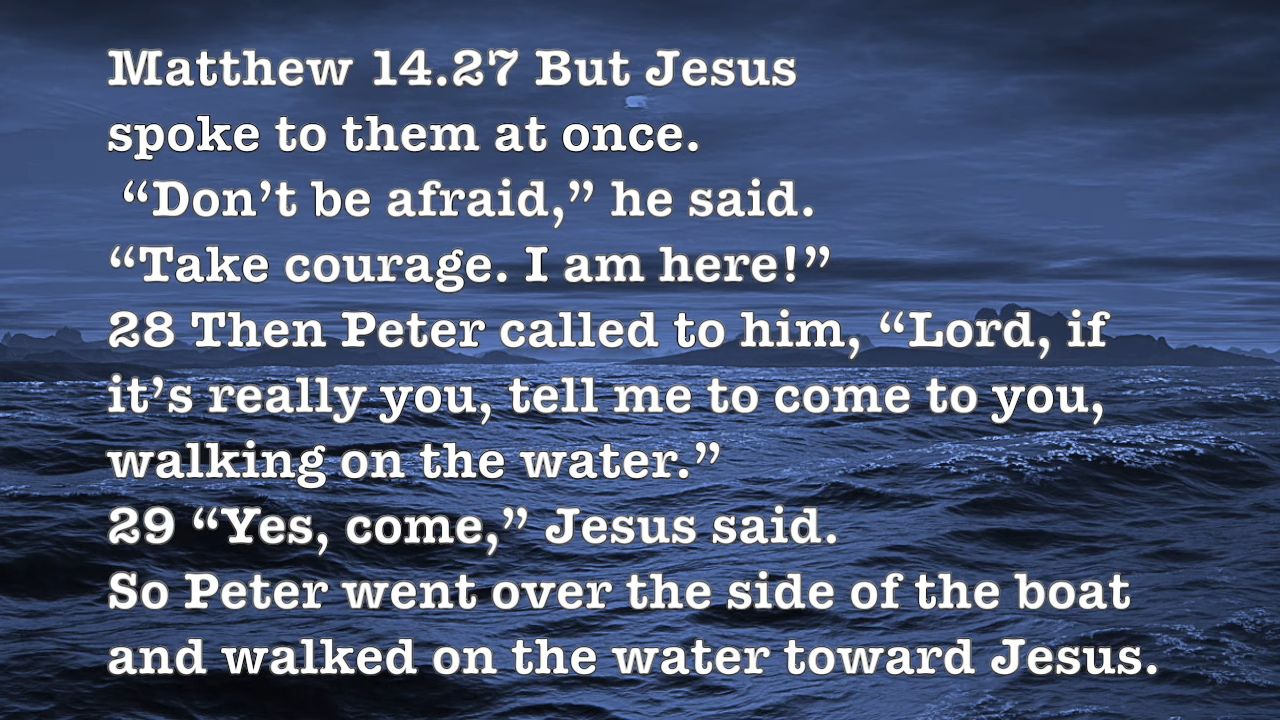 Matthew 14.27 But Jesus
spoke to them at once.
“Don’t be afraid,” he said.
“Take courage. I am here!”
28 Then Peter called to him, “Lord, if
it’s really you, tell me to come to you,
walking on the water.”
29 “Yes, come,” Jesus said.
So Peter went over the side of the boat
and walked on the water toward Jesus.